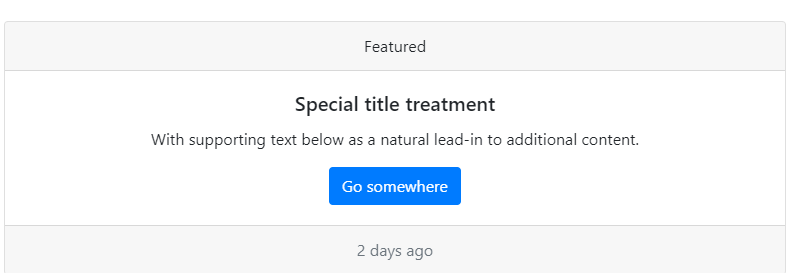 Featured
Special title treatment
With supporting text below as a natural lead-in to additional content.
Go somewhere
2 days ago